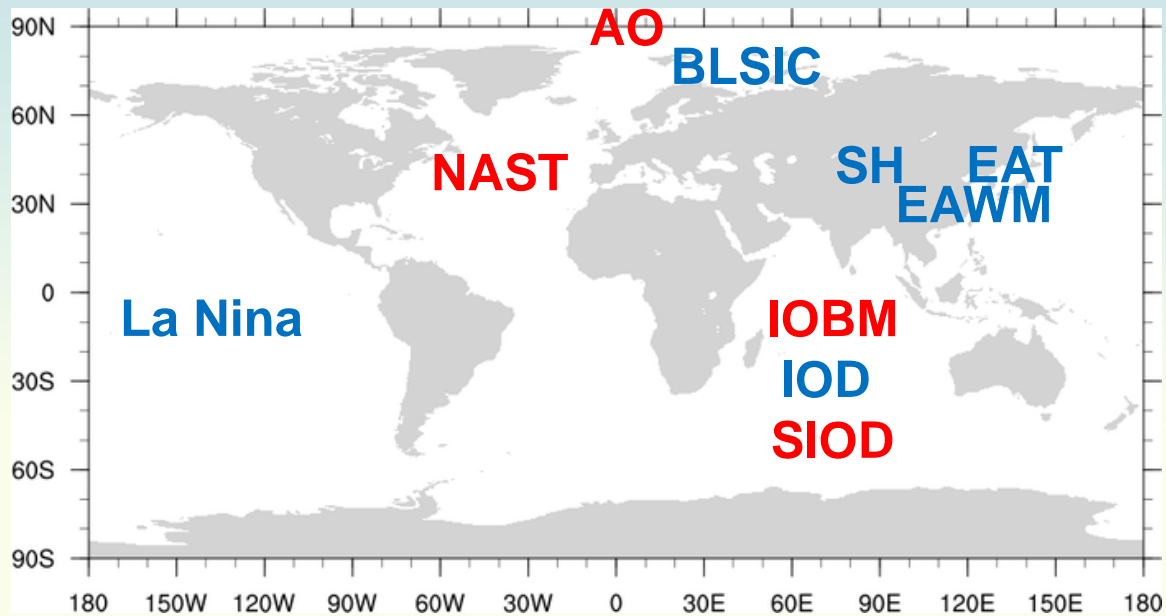 90N
AO
BLSIC
60N
NAST
SH EAT
EAWM
30N
0
La Nina
IOBM
IOD
30S
SIOD
60S
90S
180 150W 120W 90W 60W 30W 0 30E 60E 90E 120E 150E 180